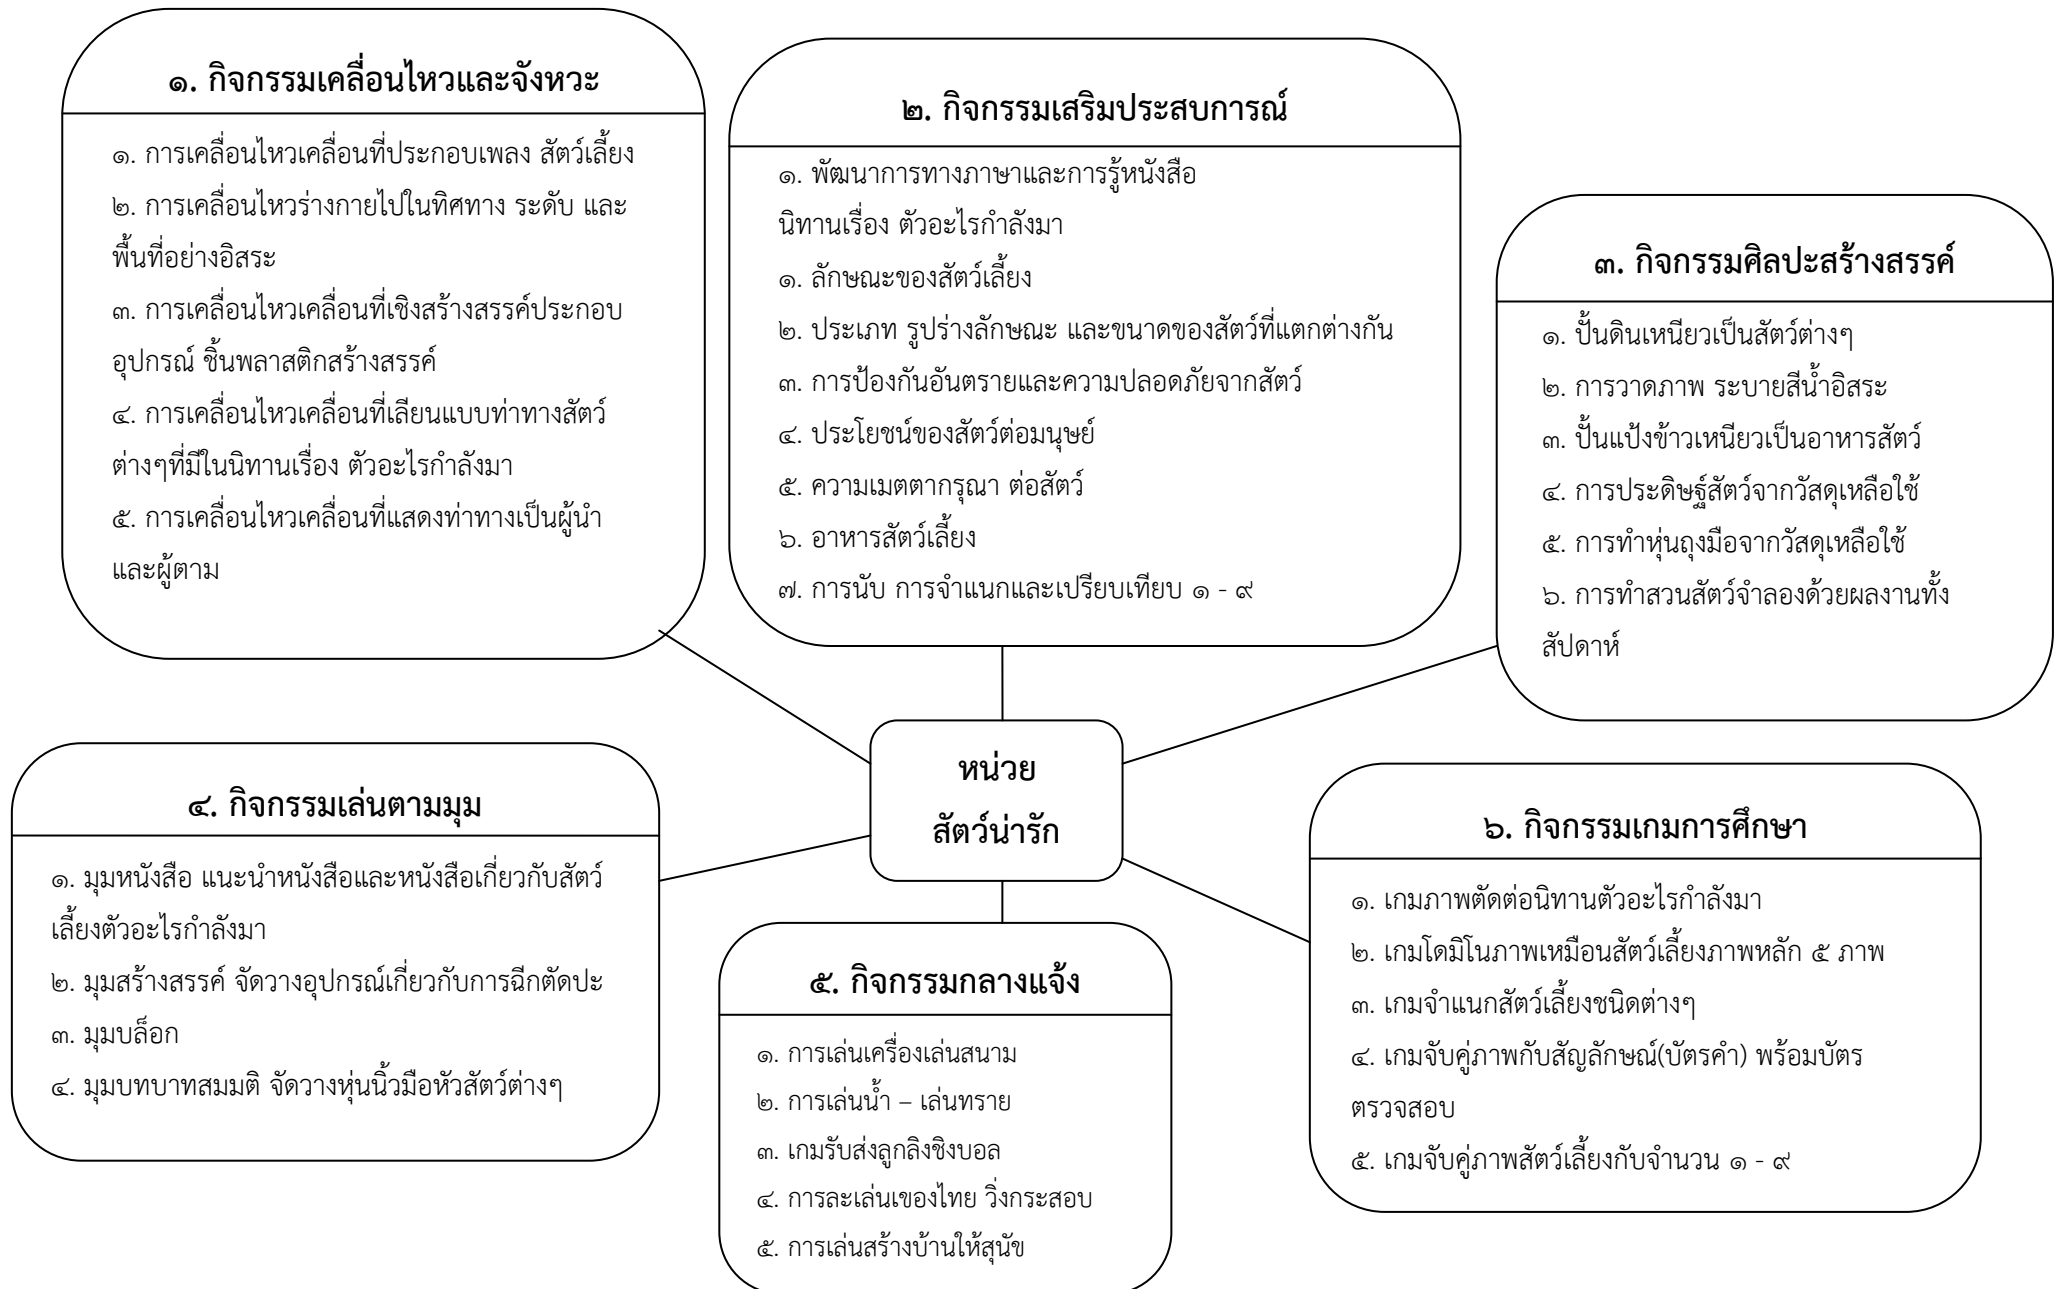 ๑. กิจกรรมเคลื่อนไหวและจังหวะ
๑. การเคลื่อนไหวเคลื่อนที่ประกอบเพลง สัตว์เลี้ยง
๒. การเคลื่อนไหวร่างกายไปในทิศทาง ระดับ และ
พื้นที่อย่างอิสระ
๓. การเคลื่อนไหวเคลื่อนที่เชิงสร้างสรรค์ประกอบ
อุปกรณ์ ชิ้นพลาสติกสร้างสรรค์
๔. การเคลื่อนไหวเคลื่อนที่เลียนแบบท่าทางสัตว์
ต่างๆที่มีในนิทานเรื่อง ตัวอะไรกำลังมา
๕. การเคลื่อนไหวเคลื่อนที่แสดงท่าทางเป็นผู้นำ
และผู้ตาม
๒. กิจกรรมเสริมประสบการณ์
๑. พัฒนาการทางภาษาและการรู้หนังสือ
นิทานเรื่อง ตัวอะไรกำลังมา
๑. ลักษณะของสัตว์เลี้ยง
๒. ประเภท รูปร่างลักษณะ และขนาดของสัตว์ที่แตกต่างกัน
๓. การป้องกันอันตรายและความปลอดภัยจากสัตว์
๔. ประโยชน์ของสัตว์ต่อมนุษย์
๕. ความเมตตากรุณา ต่อสัตว์
๖. อาหารสัตว์เลี้ยง
๗. การนับ การจำแนกและเปรียบเทียบ ๑ - ๙
๓. กิจกรรมศิลปะสร้างสรรค์
๑. ปั้นดินเหนียวเป็นสัตว์ต่างๆ
๒. การวาดภาพ ระบายสีน้ำอิสระ
๓. ปั้นแป้งข้าวเหนียวเป็นอาหารสัตว์
๔. การประดิษฐ์สัตว์จากวัสดุเหลือใช้
๕. การทำหุ่นถุงมือจากวัสดุเหลือใช้
๖. การทำสวนสัตว์จำลองด้วยผลงานทั้ง
สัปดาห์
หน่วย
สัตว์น่ารัก
๔. กิจกรรมเล่นตามมุม
๑. มุมหนังสือ แนะนำหนังสือและหนังสือเกี่ยวกับสัตว์
เลี้ยงตัวอะไรกำลังมา
๒. มุมสร้างสรรค์ จัดวางอุปกรณ์เกี่ยวกับการฉีกตัดปะ
๓. มุมบล็อก
๔. มุมบทบาทสมมติ จัดวางหุ่นนิ้วมือหัวสัตว์ต่างๆ
๕. กิจกรรมกลางแจ้ง
๑. การเล่นเครื่องเล่นสนาม
๒. การเล่นน้ำ – เล่นทราย
๓. เกมรับส่งลูกลิงชิงบอล
๔. การละเล่นของไทย วิ่งกระสอบ
๕. การเล่นสร้างบ้านให้สุนัข
๖. กิจกรรมเกมการศึกษา
๑. เกมภาพตัดต่อนิทานตัวอะไรกำลังมา
๒. เกมโดมิโนภาพเหมือนสัตว์เลี้ยงภาพหลัก ๕ ภาพ
๓. เกมจำแนกสัตว์เลี้ยงชนิดต่างๆ
๔. เกมจับคู่ภาพกับสัญลักษณ์(บัตรคำ) พร้อมบัตร
ตรวจสอบ
๕. เกมจับคู่ภาพสัตว์เลี้ยงกับจำนวน ๑ - ๙